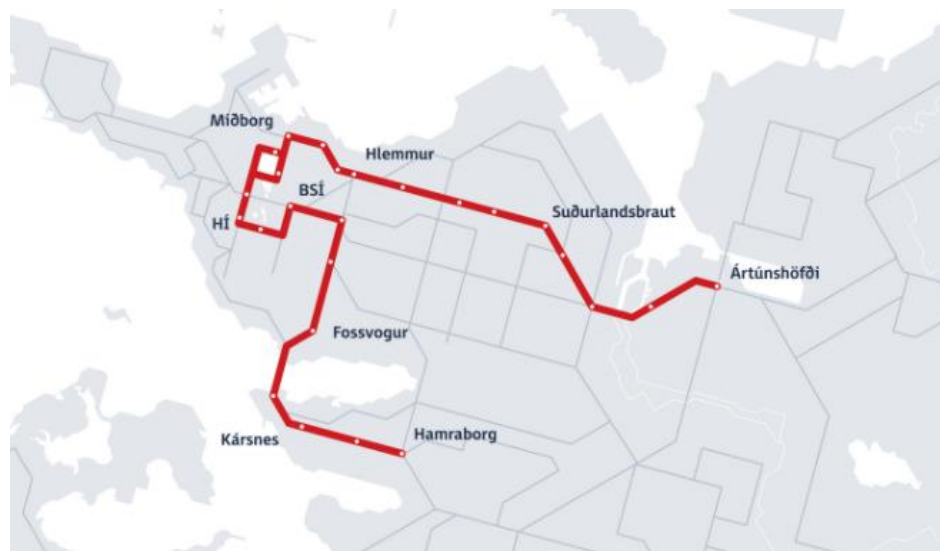 Miðborg
Hlemmur
BSÍ
Suðurlandsbraut
HÍ
Ártúnshöfði
Fossvogur
Hamraborg
Kársnes